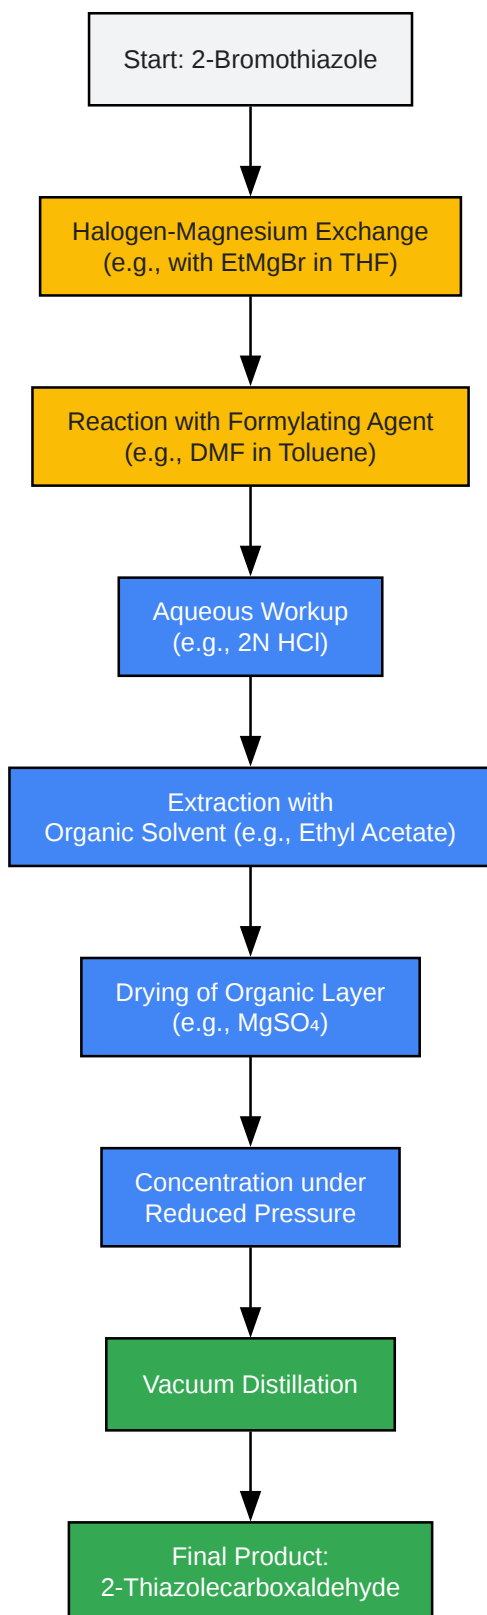 Start: 2-Bromothiazole
Halogen-Magnesium Exchange
(e.g., with EtMgBr in THF)
Reaction with Formylating Agent
(e.g., DMF in Toluene)
Aqueous Workup
(e.g., 2N HCl)
Extraction with
Organic Solvent (e.g., Ethyl Acetate)
Drying of Organic Layer
(e.g., MgSO₄)
Concentration under
Reduced Pressure
Vacuum Distillation
Final Product:
2-Thiazolecarboxaldehyde